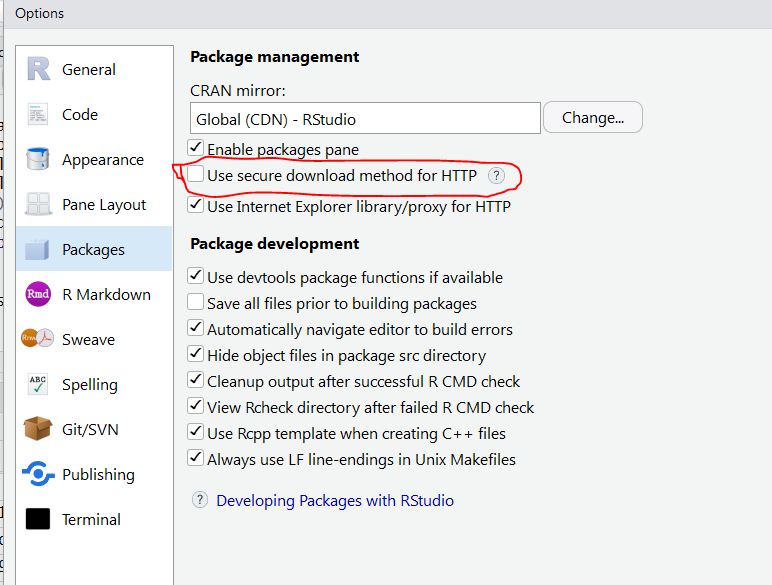 Options
General
Code
Appearance
Pane Layout
Packages
Rmd
R Markdown
Sweave
ABC
Spelling
Git/SVN
Publishing
Terminal
Package management
CRAN mirror:
Global (CDN) - RStudio
Change...
Enable packages pane
Use secure download method for HTTP ?
Use Internet Explorer library/proxy for HTTP
Package development
Use devtools package functions if available
Save all files prior to building packages
Automatically navigate editor to build errors
Hide object files in package src directory
Cleanup output after successful R CMD check
View Rcheck directory after failed R CMD check
Use Rcpp template when creating C++ files
Always use LF line-endings in Unix Makefiles
? Developing Packages with RStudio